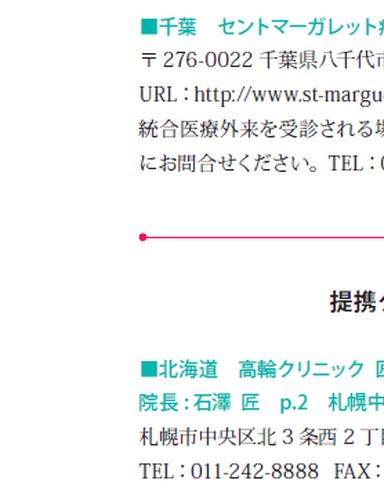 ■千葉　セントマーガレット
〒276-0022 千葉県八千代市
URL：http://www.st-margu
統合医療外来を受診される場
にお問合せください。TEL：0
提携
■北海道　高輪クリニック 匠
院長：石澤 匠　p.2　札幌中
札幌市中央区北 3 条西 2 丁目
TEL：011-242-8888　FAX：